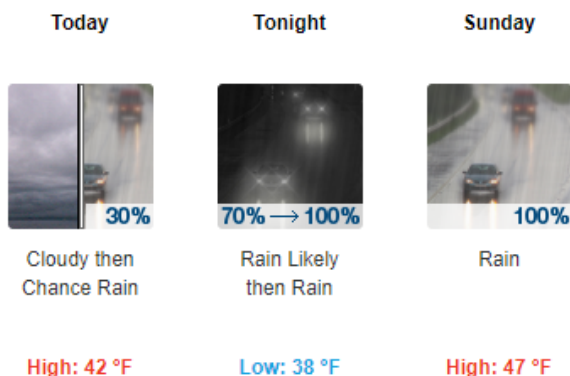 Today
Tonight
Sunday
30%
70% → 100%
100%
Cloudy then
Chance Rain
Rain Likely
then Rain
Rain
High: 42 °F
Low: 38 °F
High: 47 °F